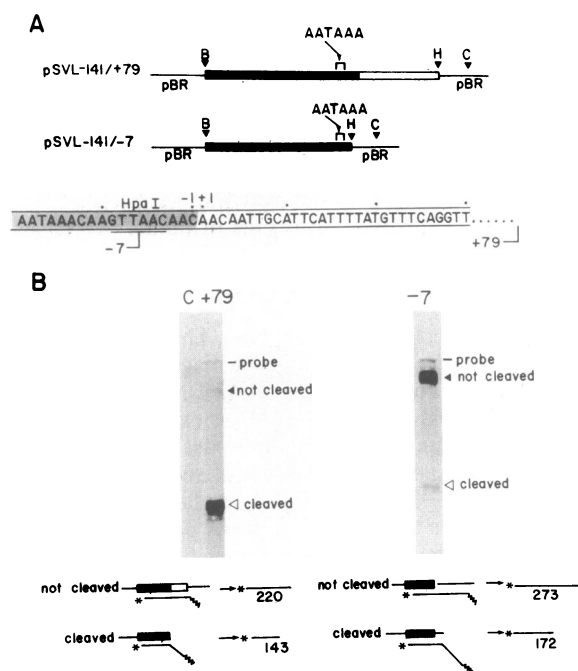 A
AATAAA
B H C
pSVL-141/+79
pBR pBR
AATAAA
B H C
pSVL-141/-7
pBR pBR
Hpa I -1 +1
AATAAACAAGTTAACAACAACAATTGCATTCATTTTATGTTTCAGGTT......
-7 +79
B
C +79 -7
probe probe
not cleaved not cleaved
cleaved cleaved
not cleaved * * 220 not cleaved * * 273
cleaved * * 143 cleaved * * 172